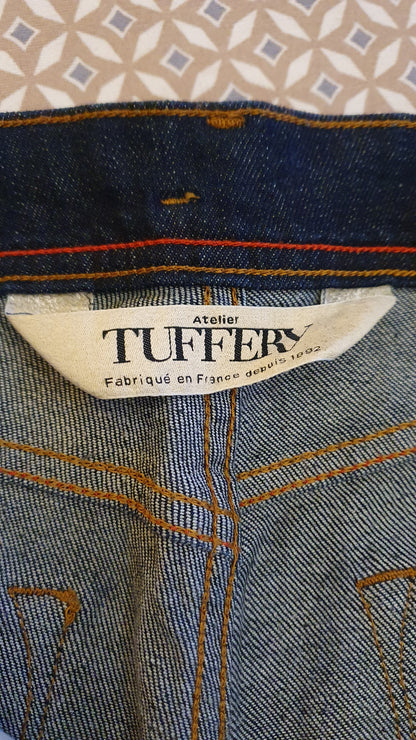 Atelier
TUFFERY
Fabriqué en France depuis 1892